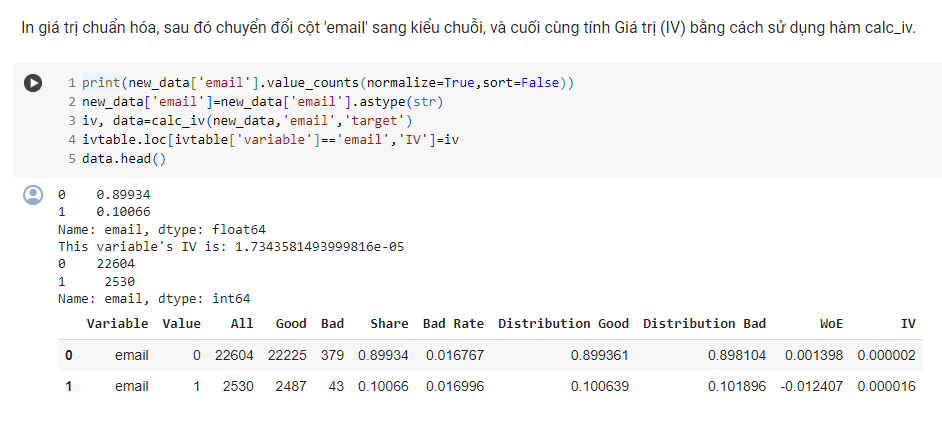 In giá trị chuẩn hóa, sau đó chuyển đổi cột 'email' sang kiểu chuỗi, và cuối cùng tính Giá trị (IV) bằng cách sử dụng hàm calc_iv.
1 print(new_data['email'].value_counts(normalize=True,sort=False))
2 new_data['email']=new_data['email'].astype(str)
3 iv, data=calc_iv(new_data,'email','target')
4 ivtable.loc[ivtable['variable']=='email','IV']=iv
5 data.head()
0    0.89934
1    0.10066
Name: email, dtype: float64
This variable's IV is: 1.7343581493999816e-05
0    22604
1     2530
Name: email, dtype: int64
Variable Value All Good Bad Share Bad Rate Distribution Good Distribution Bad WoE IV
0 email 0 22604 22225 379 0.89934 0.016767 0.899361 0.898104 0.001398 0.000002
1 email 1 2530 2487 43 0.10066 0.016996 0.100639 0.101896 -0.012407 0.000016